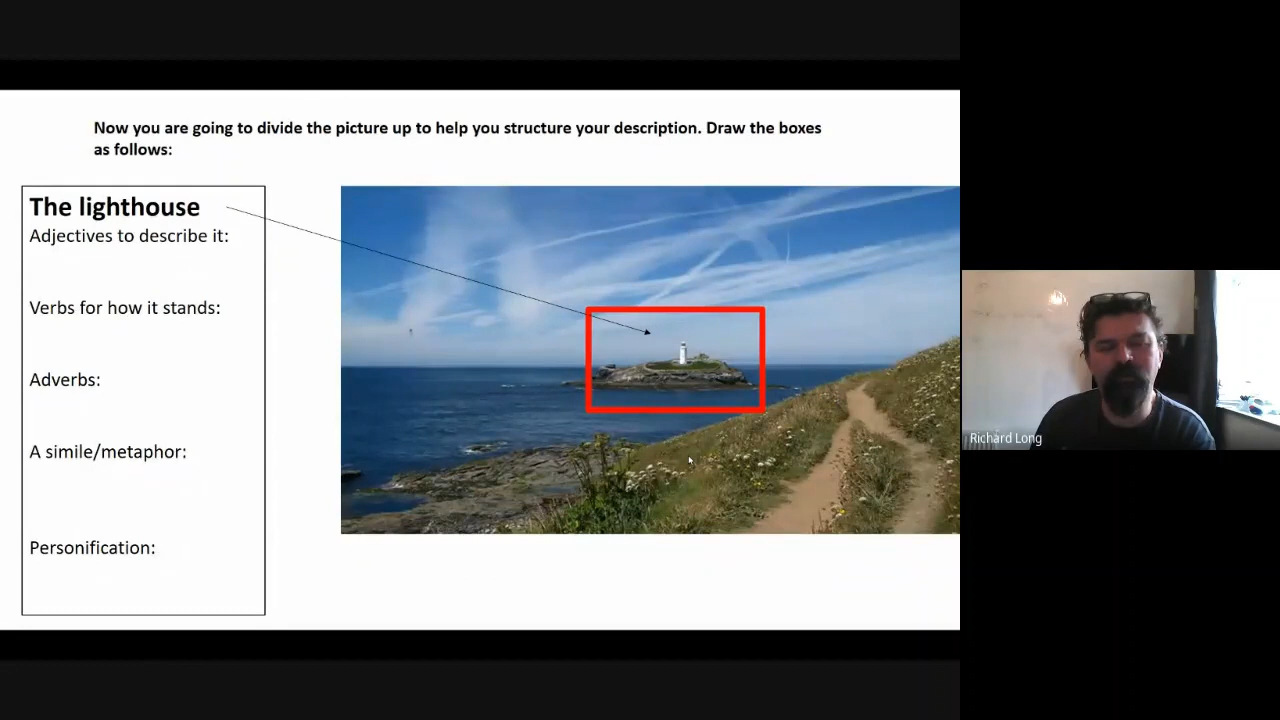 Now you are going to divide the picture up to help you structure your description. Draw the boxes
as follows:
The lighthouse
Adjectives to describe it:
Verbs for how it stands:
Adverbs:
A simile/metaphor:
Personification:
Richard Long